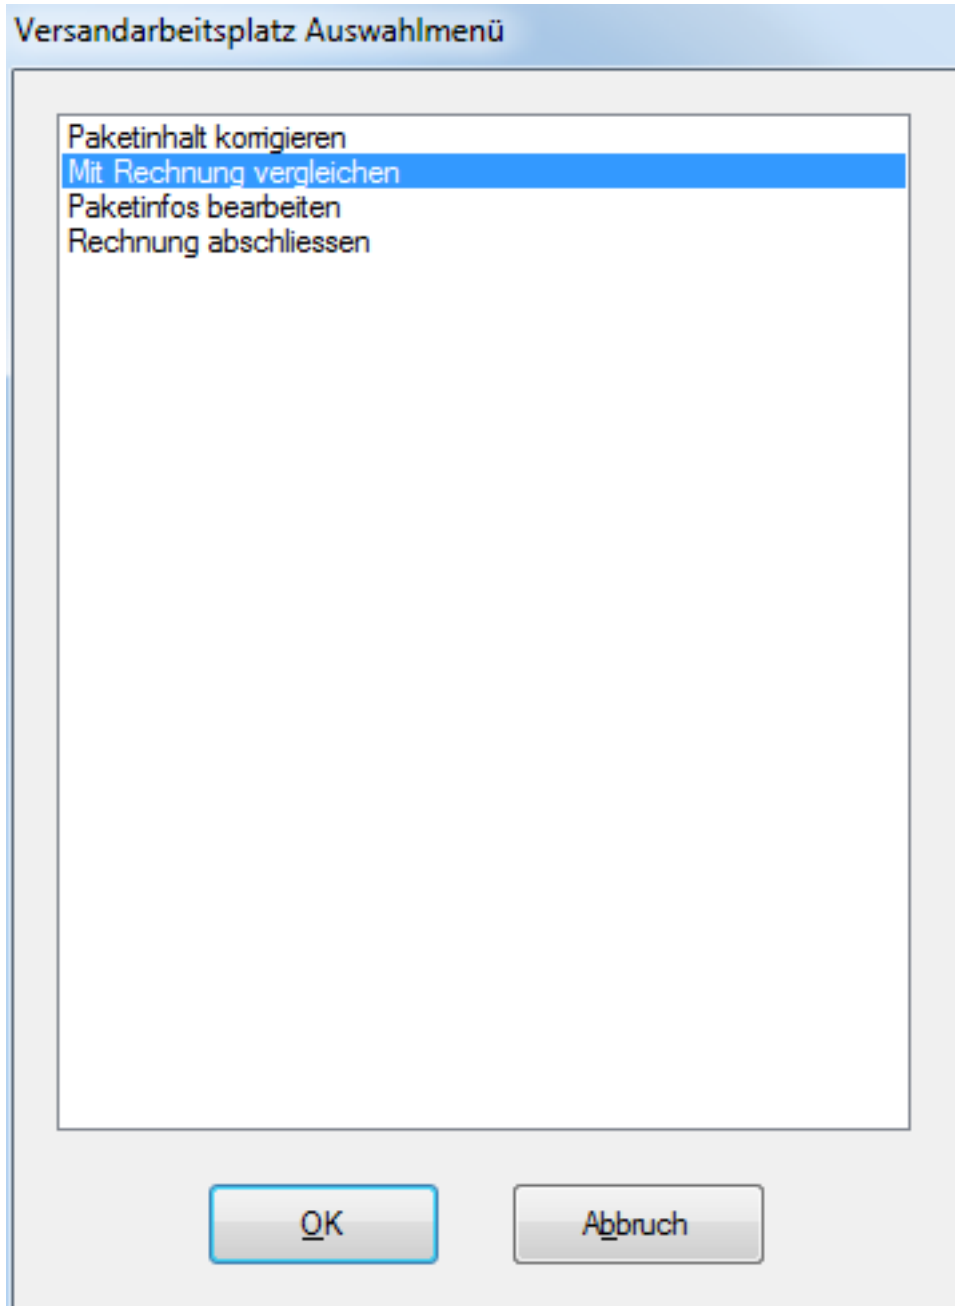 Versandarbeitsplatz Auswahlmenü
Paketinhalt korrigieren
Mit Rechnung vergleichen
Paketinfos bearbeiten
Rechnung abschliessen
OK
Abbruch